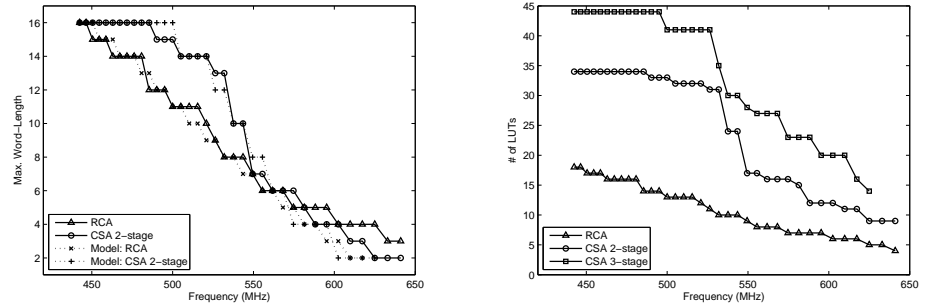 16
14
12
10
8
6
4
2
Max. Word-Length
450
500
550
600
650
Frequency (MHz)
RCA
CSA 2-stage
Model: RCA
Model: CSA 2-stage
45
40
35
30
25
20
15
10
5
0
# of LUTs
450
500
550
600
650
Frequency (MHz)
RCA
CSA 2-stage
CSA 3-stage